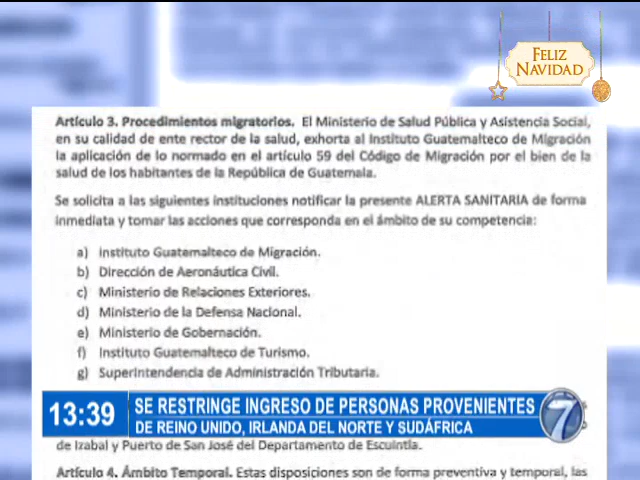 FELIZ
NAVIDAD
Artículo 3. Procedimientos migratorios. El Ministerio de Salud Pública y Asistencia Social,
en su calidad de ente rector de la salud, exhorta al Instituto Guatemalteco de Migración
la aplicación de lo normado en el artículo 59 del Código de Migración por el bien de la
salud de los habitantes de la República de Guatemala.
Se solicita a las siguientes instituciones notificar la presente ALERTA SANITARIA de forma
inmediata y tomar las acciones que corresponda en el ámbito de su competencia:
a) Instituto Guatemalteco de Migración.
b) Dirección de Aeronáutica Civil.
c) Ministerio de Relaciones Exteriores.
d) Ministerio de la Defensa Nacional.
e) Ministerio de Gobernación.
f) Instituto Guatemalteco de Turismo.
g) Superintendencia de Administración Tributaria.
13:39
SE RESTRINGE INGRESO DE PERSONAS PROVENIENTES
DE REINO UNIDO, IRLANDA DEL NORTE Y SUDÁFRICA
7
de Izabal y Puerto de San José del Departamento de Escuintla.
Artículo 4. Ámbito Temporal. Estas disposiciones son de forma preventiva y temporal, las